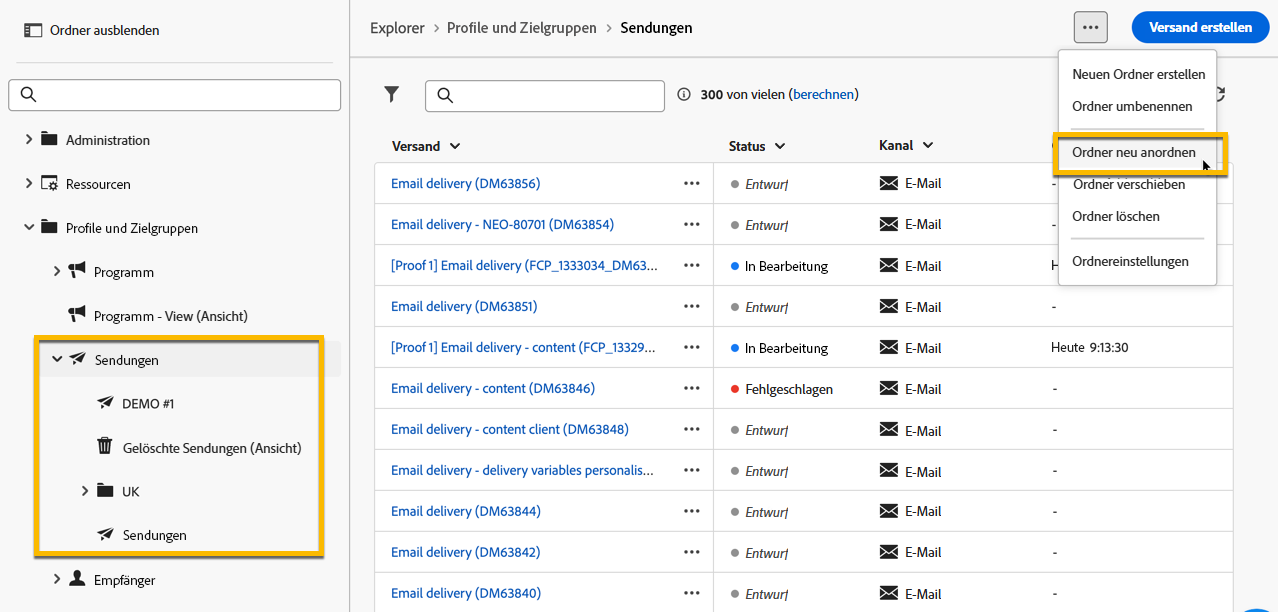 Ordner ausblenden
Administration
Ressourcen
Profile und Zielgruppen
Programm
Programm - View (Ansicht)
Sendungen
DEMO #1
Gelöschte Sendungen (Ansicht)
UK
Sendungen
Empfänger
Explorer > Profile und Zielgruppen > Sendungen
Versand erstellen
300 von vielen (berechnen)
Neuen Ordner erstellen
Ordner umbenennen
Ordner neu anordnen
Ordner verschieben
Ordner löschen
Ordnereinstellungen
Versand Status Kanal
Email delivery (DM63856) ••• Entwurf E-Mail -
Email delivery - NEO-80701 (DM63854) ••• Entwurf E-Mail -
[Proof 1] Email delivery (FCP_1333034_DM63... ••• In Bearbeitung E-Mail H
Email delivery (DM63851) ••• Entwurf E-Mail -
[Proof 1] Email delivery - content (FCP_13329... ••• In Bearbeitung E-Mail Heute 9:13:30
Email delivery - content (DM63846) ••• Fehlgeschlagen E-Mail -
Email delivery - content client (DM63848) ••• Entwurf E-Mail -
Email delivery - delivery variables personalis... ••• Entwurf E-Mail -
Email delivery (DM63844) ••• Entwurf E-Mail -
Email delivery (DM63842) ••• Entwurf E-Mail -
Email delivery (DM63840) ••• Entwurf E-Mail -